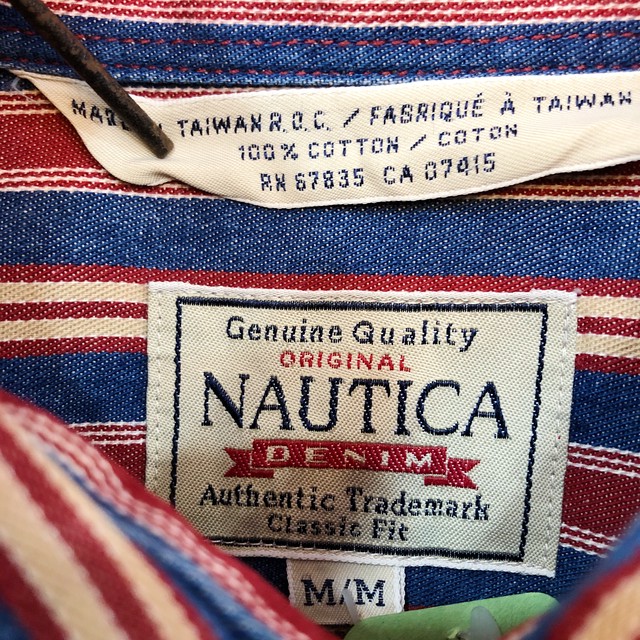 MADE TAIWAN R.O.C. / FABRIQUÉ À TAIWAN
100% COTTON / COTON
RN 67835 CA 07415
Genuine Quality
ORIGINAL
NAUTICA
DENIM
Authentic Trademark
Classic Fit
M/M